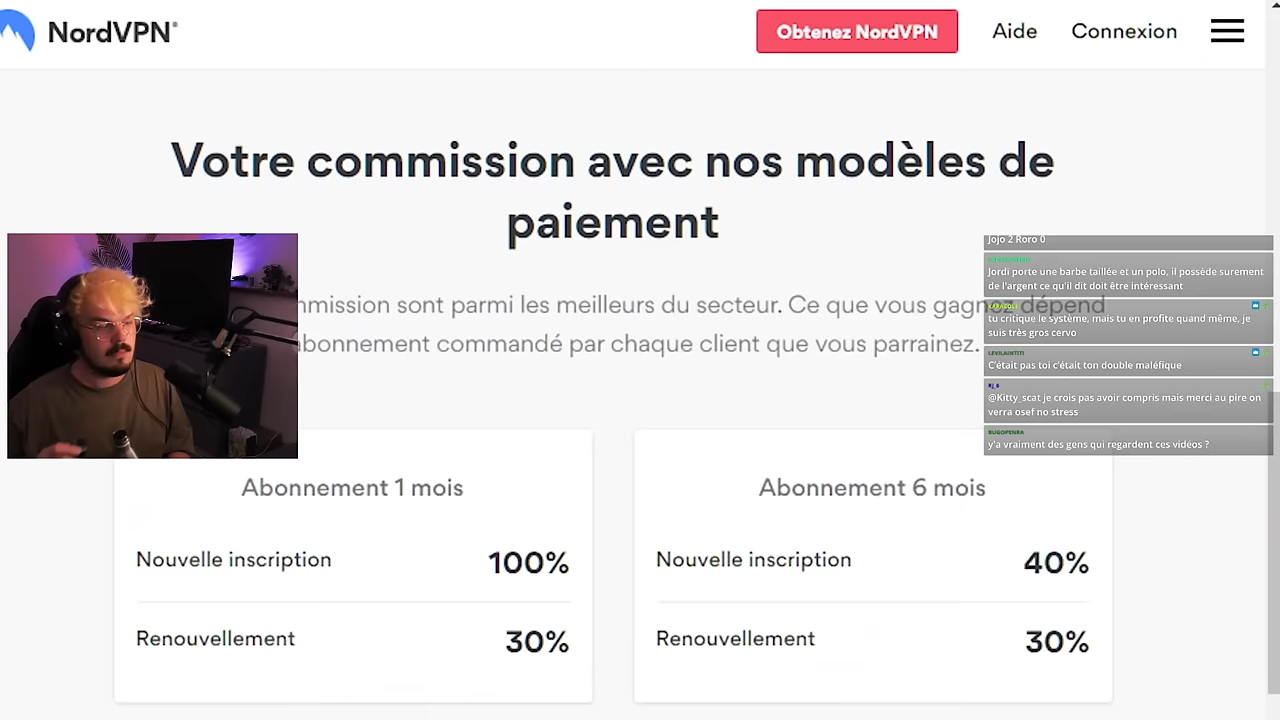 NordVPN®
Obtenez NordVPN
Aide
Connexion
Votre commission avec nos modèles de
paiement
mmission sont parmi les meilleurs du secteur. Ce que vous gagnez dépend
abonnement commandé par chaque client que vous parrainez.
Abonnement 1 mois
Nouvelle inscription 100%
Renouvellement 30%
Abonnement 6 mois
Nouvelle inscription 40%
Renouvellement 30%
Jojo 2 Roro 0
Jordi porte une barbe taillée et un polo, il possède surement
de l'argent ce qu'il dit doit être intéressant
tu critique le système, mais tu en profite quand même, je
suis très gros cervo
LEVILAINTITI
C'était pas toi c'était ton double maléfique
RJ_6
@Kitty_scat je crois pas avoir compris mais merci au pire on
verra osef no stress
BUGOPENRA
y'a vraiment des gens qui regardent ces vidéos ?